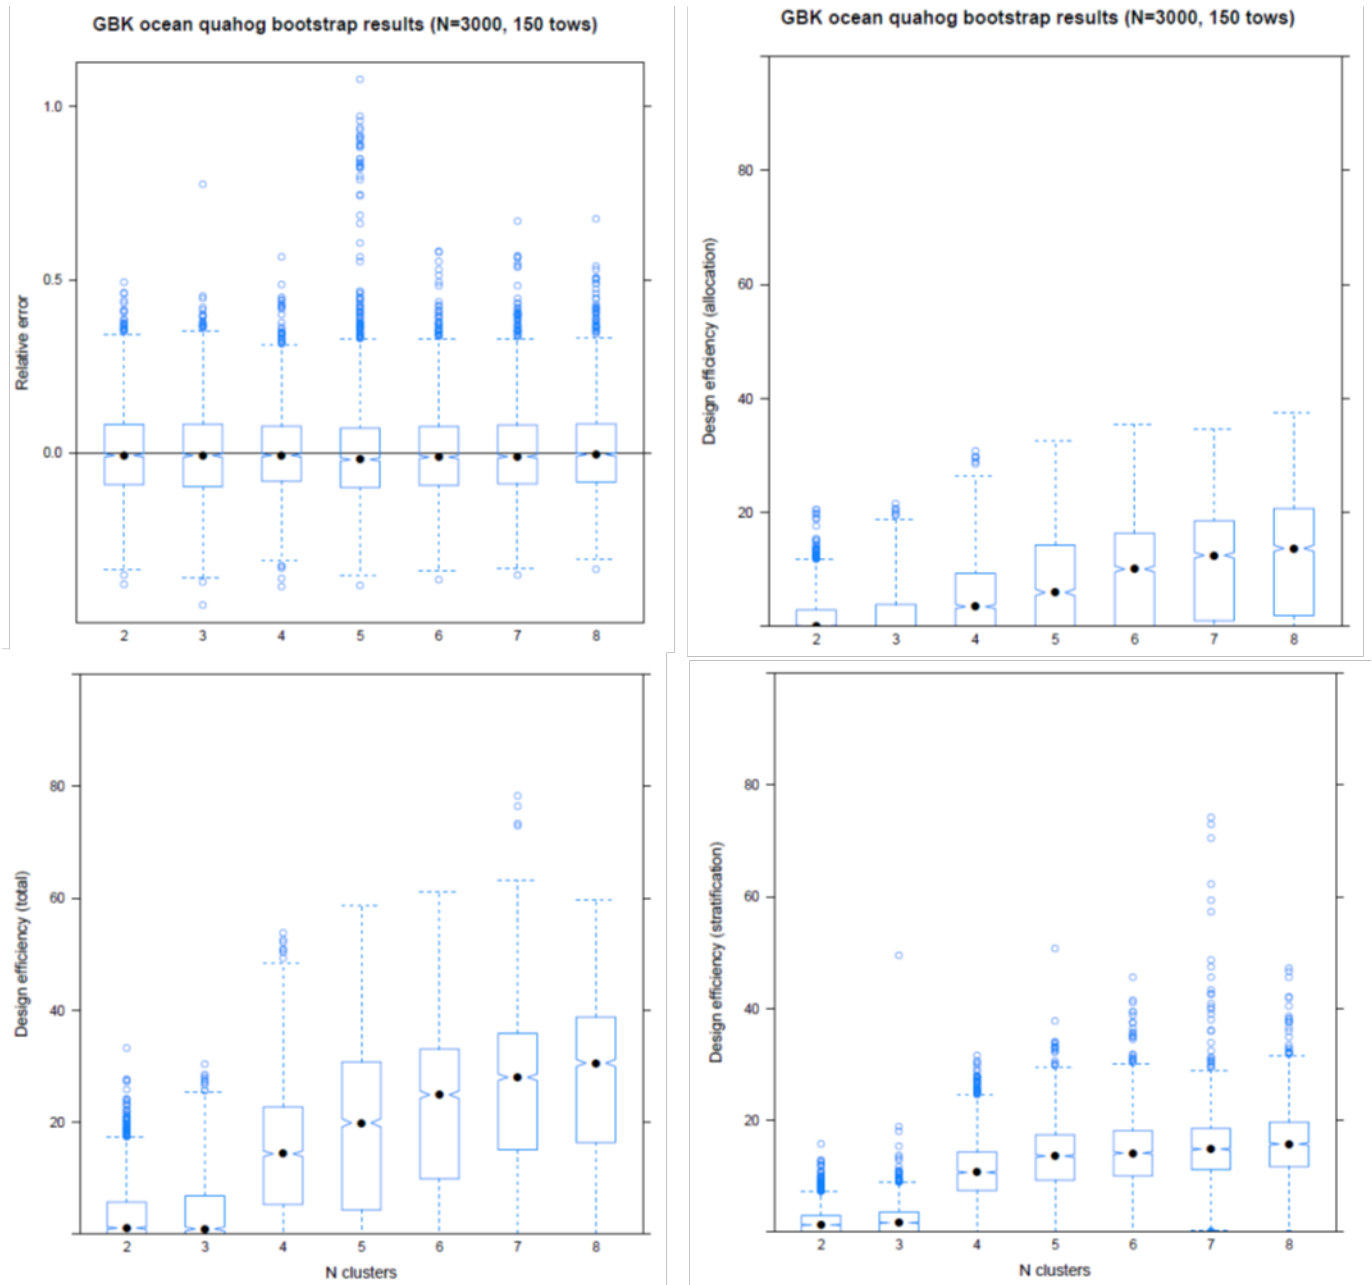 GBK ocean quahog bootstrap results (N=3000, 150 tows)
Relative error
1.0
0.5
0.0
2 3 4 5 6 7 8
GBK ocean quahog bootstrap results (N=3000, 150 tows)
Design efficiency (allocation)
80
60
40
20
2 3 4 5 6 7 8
Design efficiency (total)
80
60
40
20
2 3 4 5 6 7 8
N clusters
Design efficiency (stratification)
80
60
40
20
2 3 4 5 6 7 8
N clusters